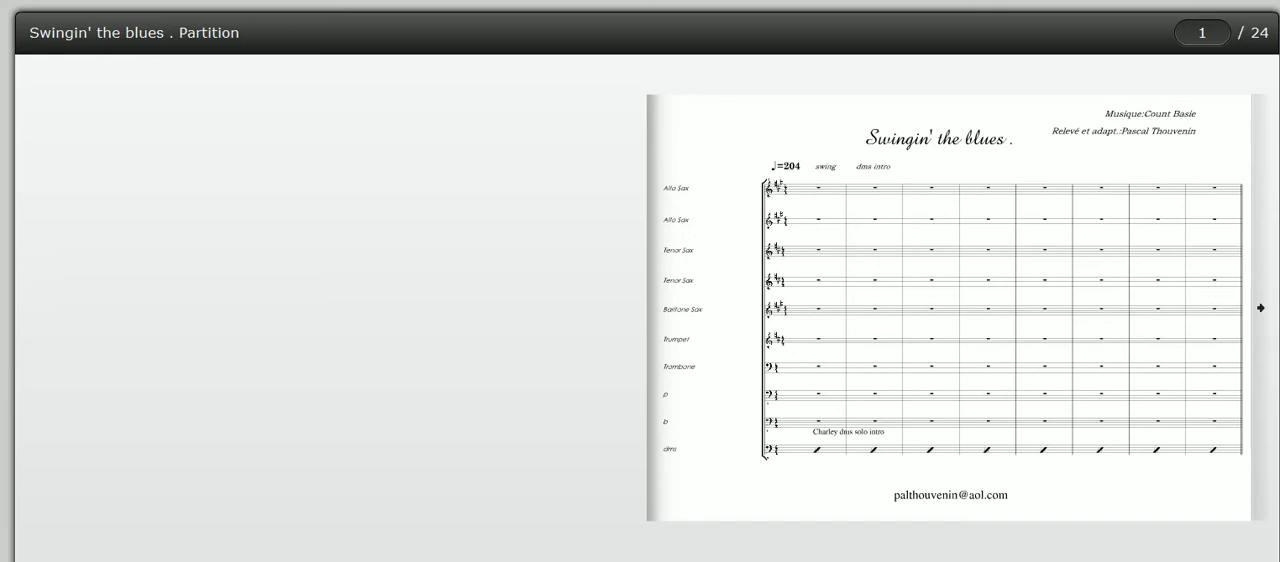 Swingin' the blues . Partition
1 / 24
Musique:Count Basie
Swingin' the blues .
Relevé et adapt.:Pascal Thouvenin
♩=204 swing dms intro
Alto Sax
Alto Sax
Tenor Sax
Tenor Sax
Baritone Sax
Trumpet
Trombone
p
b
Charley dms solo intro
dms
palthouvenin@aol.com